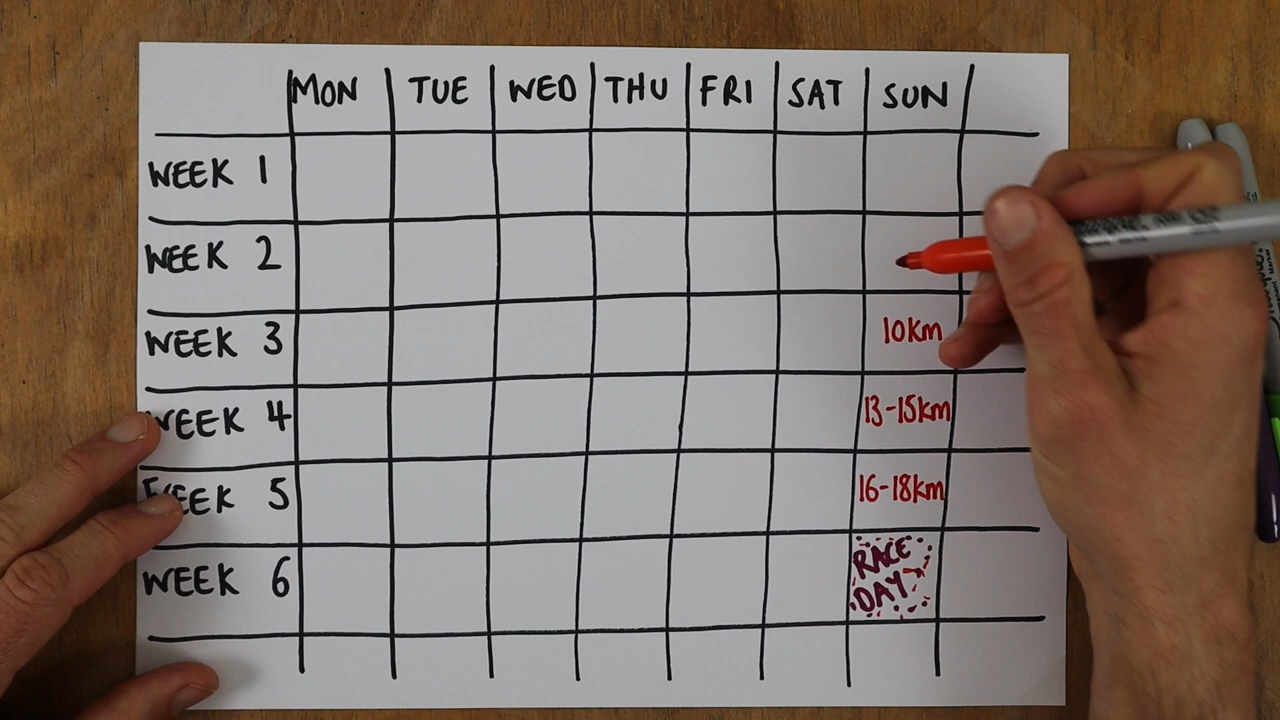 MON TUE WED THU FRI SAT SUN
WEEK 1
WEEK 2
WEEK 3 10km
WEEK 4 13-15km
WEEK 5 16-18km
WEEK 6 RACE
DAY